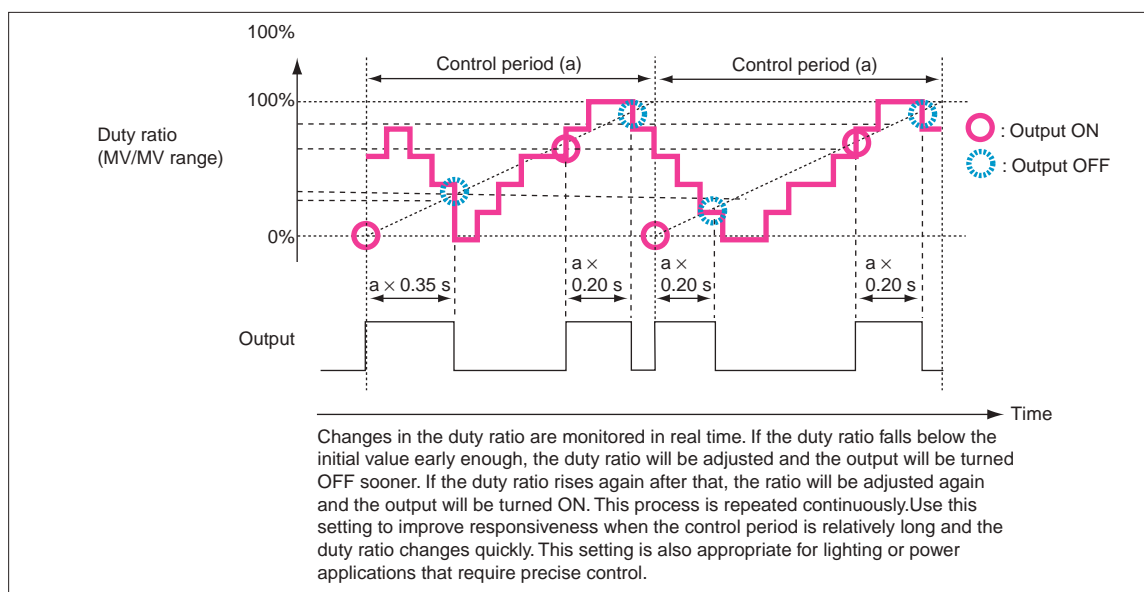 100%
Control period (a)
Control period (a)
100%
Duty ratio
(MV/MV range)
: Output ON
: Output OFF
0%
a × 0.35 s
a ×
0.20 s
a ×
0.20 s
a ×
0.20 s
Output
Time
Changes in the duty ratio are monitored in real time. If the duty ratio falls below the
initial value early enough, the duty ratio will be adjusted and the output will be turned
OFF sooner. If the duty ratio rises again after that, the ratio will be adjusted again
and the output will be turned ON. This process is repeated continuously.Use this
setting to improve responsiveness when the control period is relatively long and the
duty ratio changes quickly. This setting is also appropriate for lighting or power
applications that require precise control.